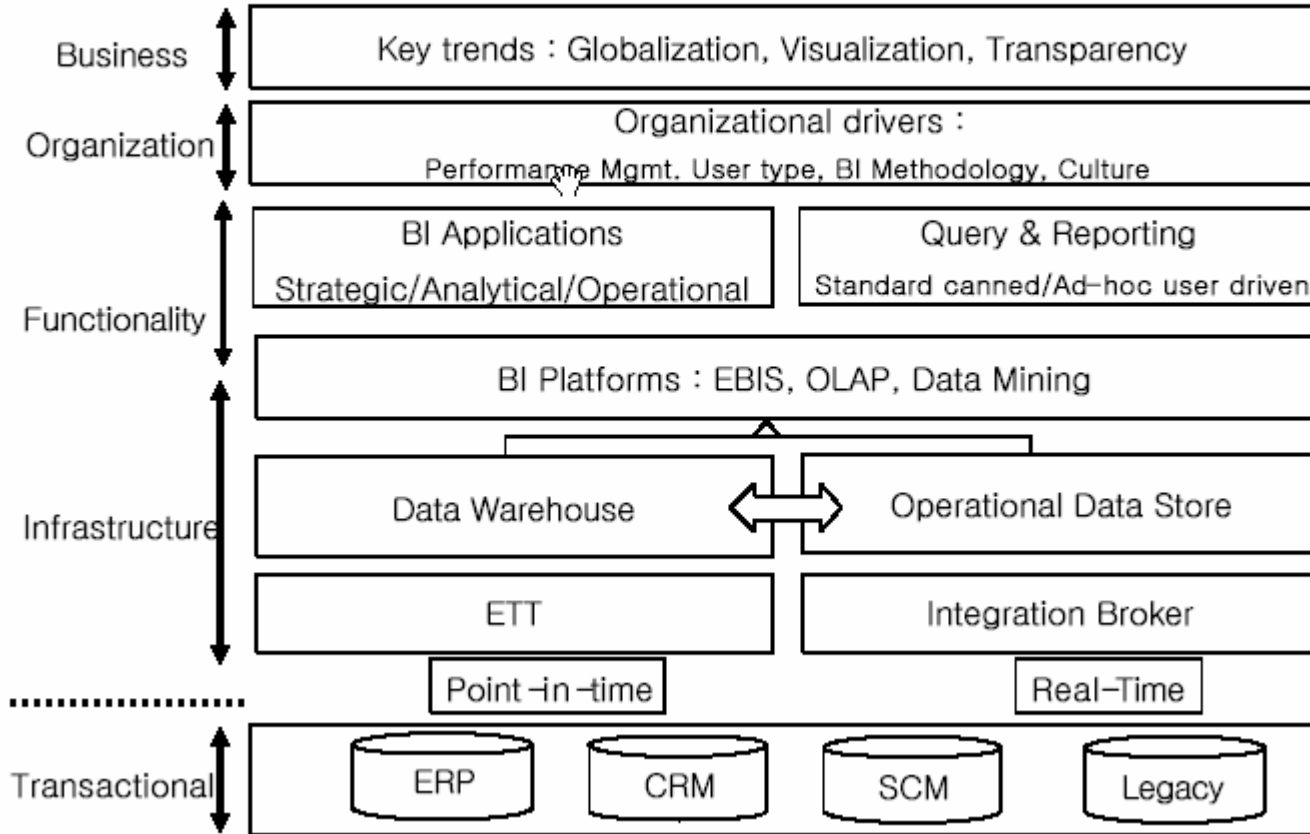 Business
Key trends : Globalization, Visualization, Transparency
Organization
Organizational drivers :
Performance Mgmt. User type, BI Methodology, Culture
Functionality
BI Applications
Strategic/Analytical/Operational
Query & Reporting
Standard canned/Ad-hoc user driven
BI Platforms : EBIS, OLAP, Data Mining
Infrastructure
Data Warehouse
Operational Data Store
ETT
Integration Broker
Point-in-time
Real-Time
Transactional
ERP
CRM
SCM
Legacy